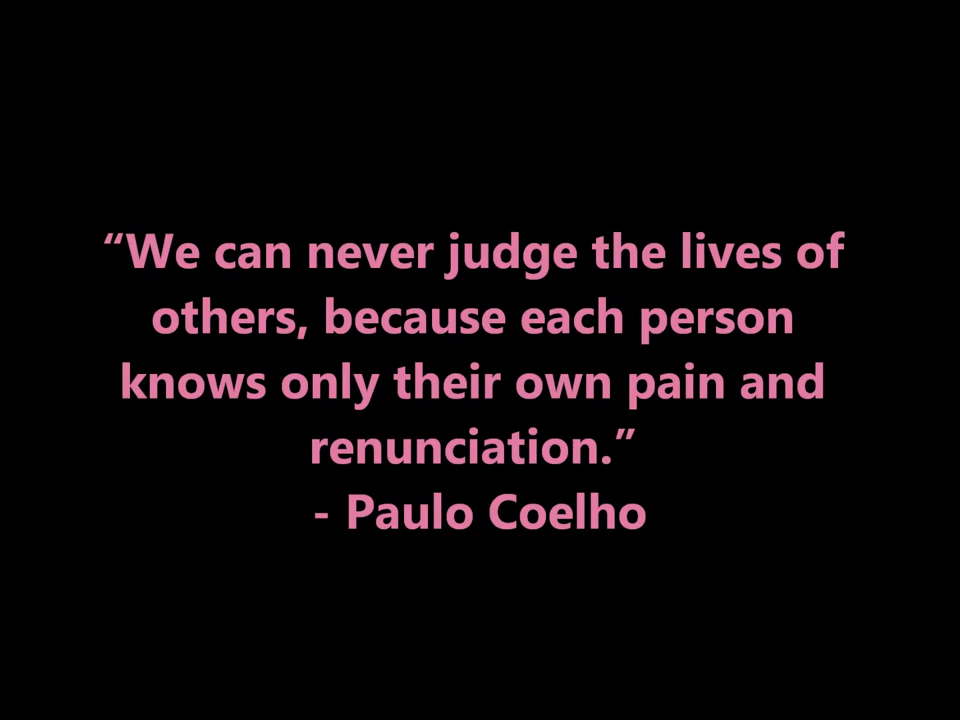 “We can never judge the lives of
others, because each person
knows only their own pain and
renunciation.”
- Paulo Coelho